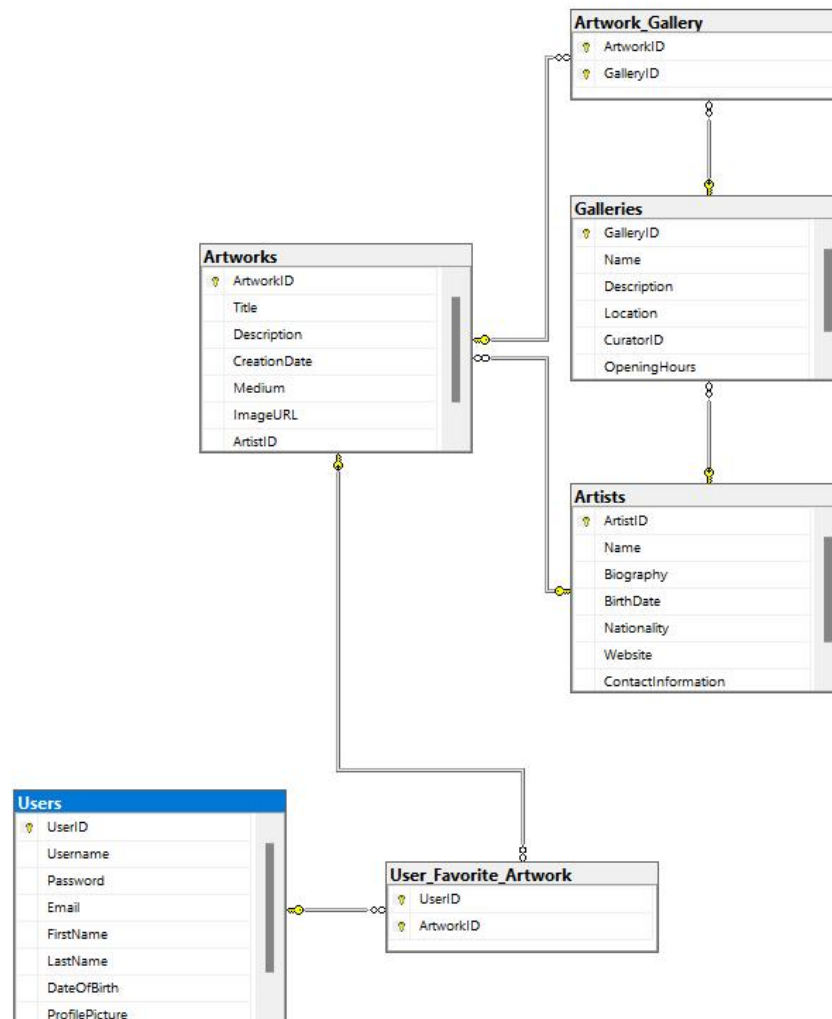 Artwork_Gallery
ArtworkID
GalleryID
Galleries
GalleryID
Name
Description
Location
CuratorID
OpeningHours
Artworks
ArtworkID
Title
Description
CreationDate
Medium
ImageURL
ArtistID
Artists
ArtistID
Name
Biography
BirthDate
Nationality
Website
ContactInformation
Users
UserID
Username
Password
Email
FirstName
LastName
DateOfBirth
ProfilePicture
User_Favorite_Artwork
UserID
ArtworkID